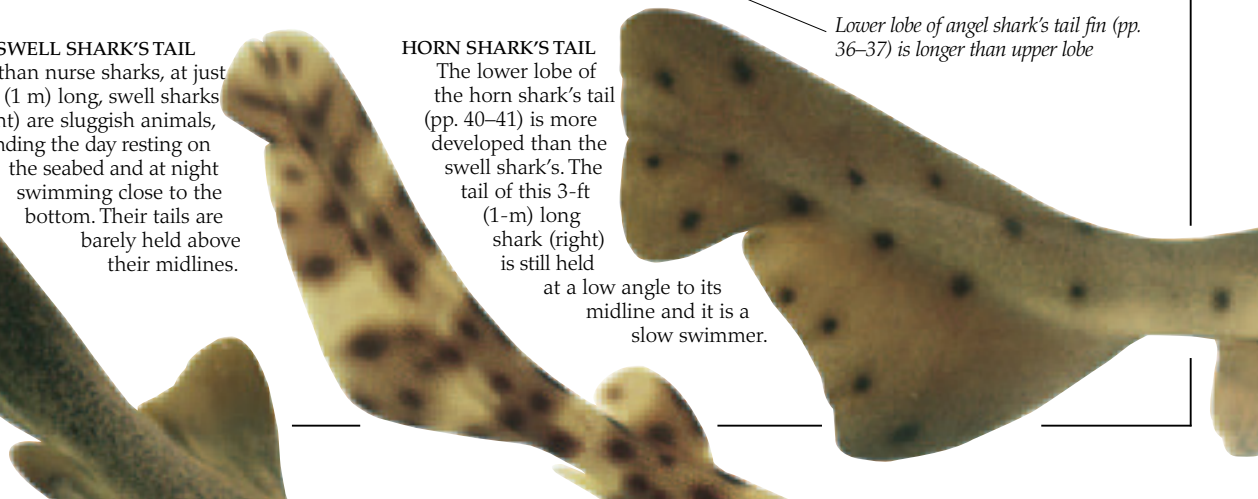 SWELL SHARK'S TAIL
than nurse sharks, at just
(1 m) long, swell sharks
are sluggish animals,
the day resting on
the seabed and at night
swimming close to the
bottom. Their tails are
barely held above
their midlines.
HORN SHARK'S TAIL
The lower lobe of
the horn shark's tail
(pp. 40–41) is more
developed than the
swell shark's. The
tail of this 3-ft
(1-m) long
shark (right)
is still held
at a low angle to its
midline and it is a
slow swimmer.
Lower lobe of angel shark's tail fin (pp.
36–37) is longer than upper lobe